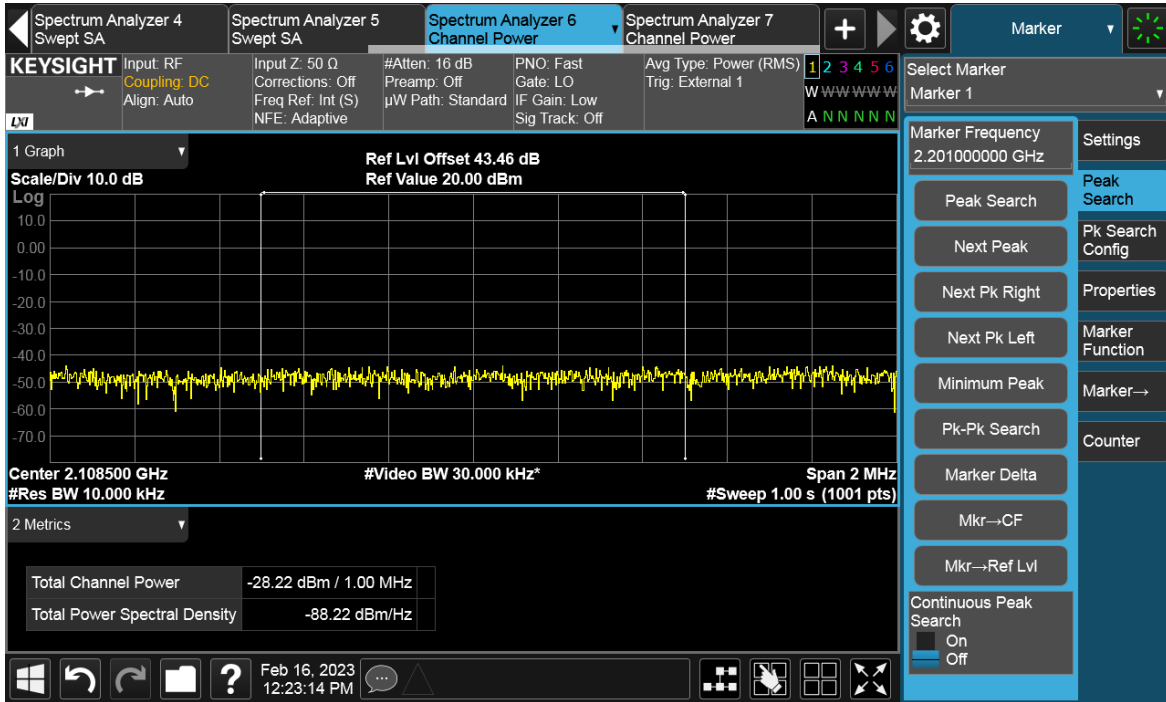 Spectrum Analyzer 4
Swept SA
Spectrum Analyzer 5
Swept SA
Spectrum Analyzer 6
Channel Power
Spectrum Analyzer 7
Channel Power
+
Marker
KEYSIGHT
LXI
Input: RF
Coupling: DC
Align: Auto
Input Z: 50 Ω
Corrections: Off
Freq Ref: Int (S)
NFE: Adaptive
#Atten: 16 dB
Preamp: Off
µW Path: Standard
PNO: Fast
Gate: LO
IF Gain: Low
Sig Track: Off
Avg Type: Power (RMS)
Trig: External 1
1 2 3 4 5 6
W W W W W W
A N N N N N
Select Marker
Marker 1
Marker Frequency
2.201000000 GHz
Peak Search
Next Peak
Next Pk Right
Next Pk Left
Minimum Peak
Pk-Pk Search
Marker Delta
Mkr→CF
Mkr→Ref Lvl
Continuous Peak
Search
On
Off
Settings
Peak
Search
Pk Search
Config
Properties
Marker
Function
Marker→
Counter
1 Graph
Scale/Div 10.0 dB
Ref Lvl Offset 43.46 dB
Ref Value 20.00 dBm
Log
10.0
0.00
-10.0
-20.0
-30.0
-40.0
-50.0
-60.0
-70.0
Center 2.108500 GHz
#Video BW 30.000 kHz*
Span 2 MHz
#Res BW 10.000 kHz
#Sweep 1.00 s (1001 pts)
2 Metrics
Total Channel Power -28.22 dBm / 1.00 MHz
Total Power Spectral Density -88.22 dBm/Hz
?
Feb 16, 2023
12:23:14 PM